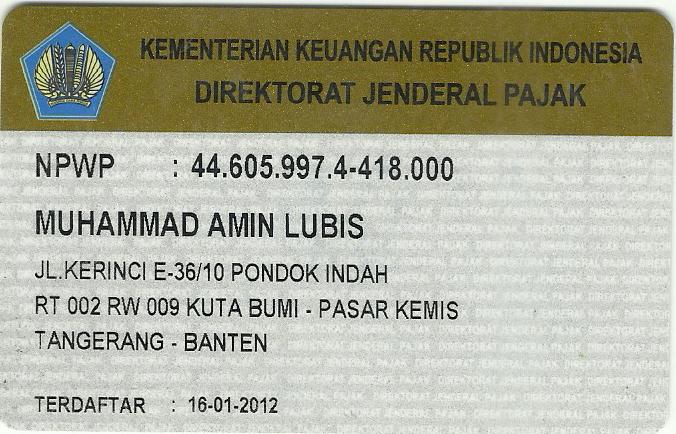 KEMENTERIAN KEUANGAN REPUBLIK INDONESIA
DIREKTORAT JENDERAL PAJAK
NPWP : 44.605.997.4-418.000
MUHAMMAD AMIN LUBIS
JL.KERINCI E-36/10 PONDOK INDAH
RT 002 RW 009 KUTA BUMI - PASAR KEMIS
TANGERANG - BANTEN
TERDAFTAR : 16-01-2012